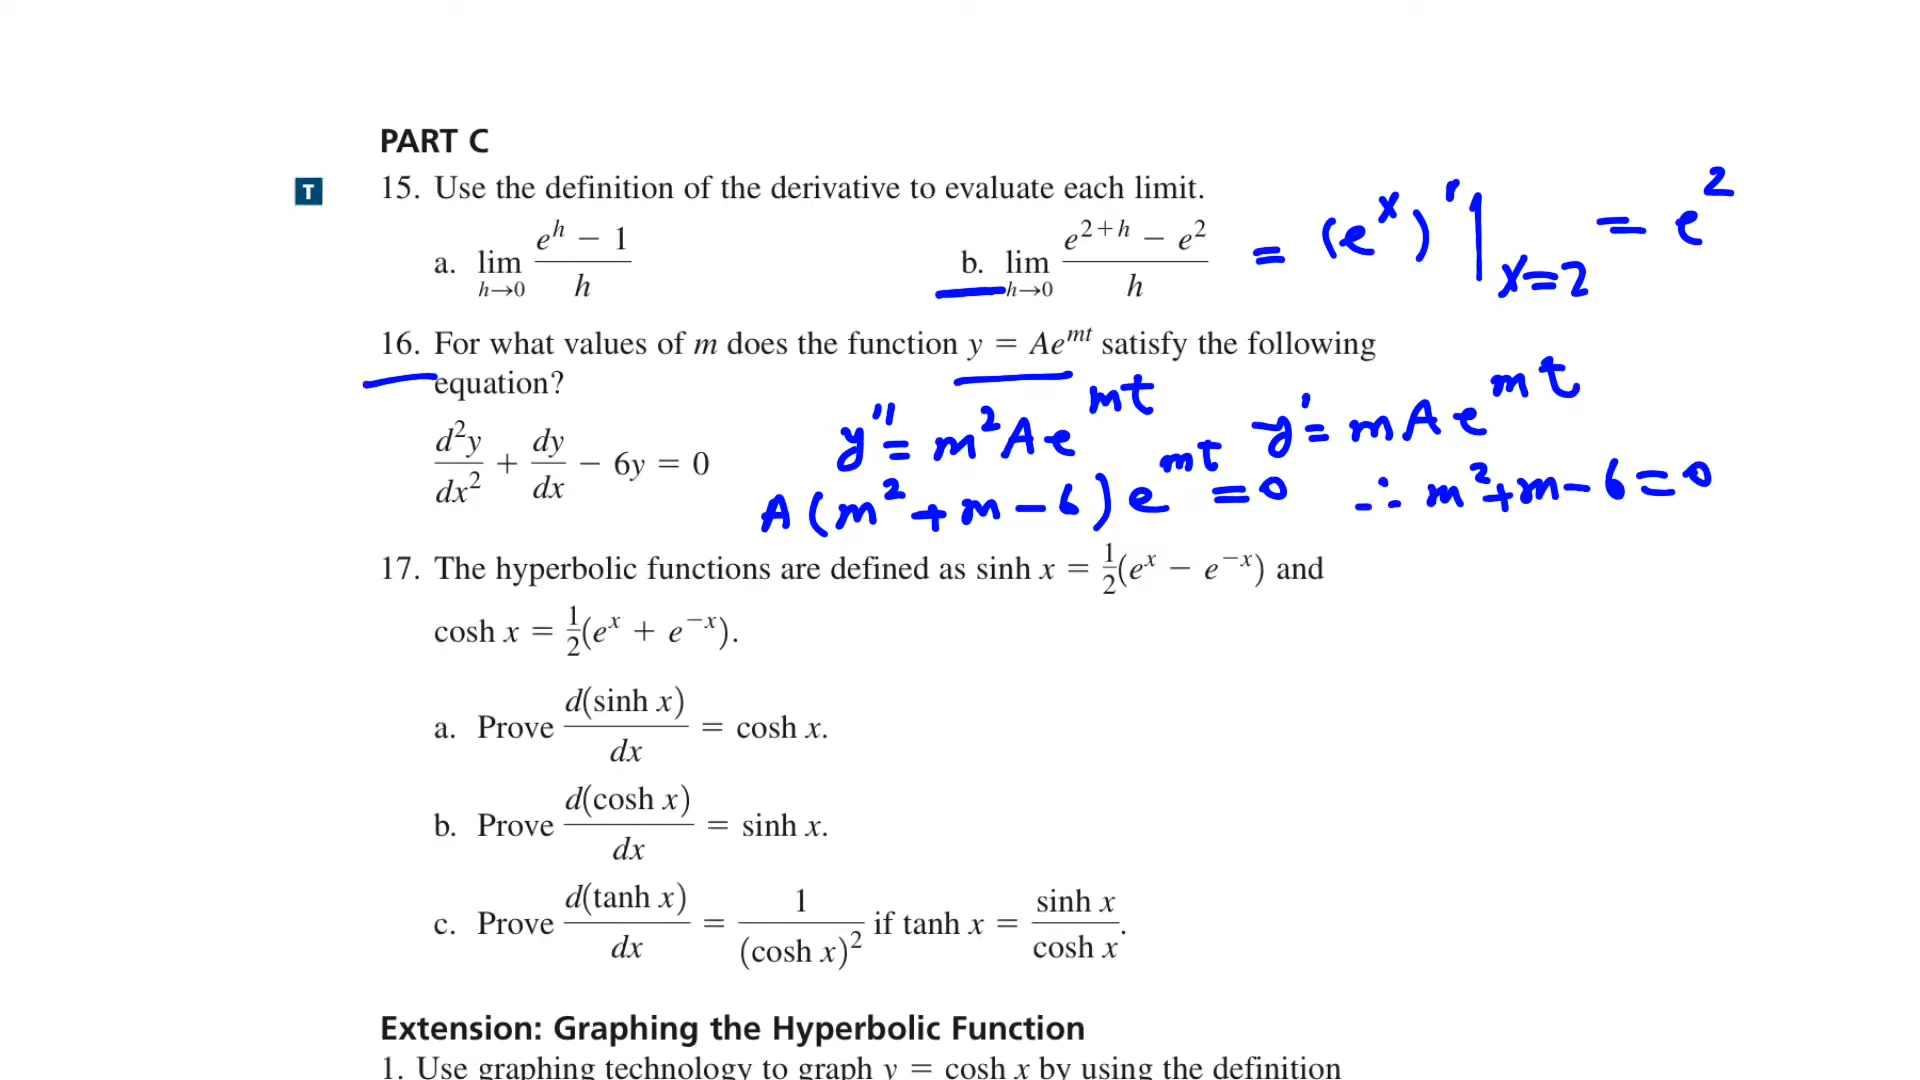 PART C
T 15. Use the definition of the derivative to evaluate each limit.
a. lim h→0 (e^h − 1)/h b. lim h→0 (e^(2+h) − e^2)/h = (e^x)'|x=2 = e^2
16. For what values of m does the function y = Ae^mt satisfy the following
equation?
d²y/dx² + dy/dx − 6y = 0 y'' = m²Ae^mt y' = mAe^mt
A(m²+m−6)e^mt = 0 ∴ m²+m−6=0
17. The hyperbolic functions are defined as sinh x = ½(e^x − e^−x) and
cosh x = ½(e^x + e^−x).
a. Prove d(sinh x)/dx = cosh x.
b. Prove d(cosh x)/dx = sinh x.
c. Prove d(tanh x)/dx = 1/(cosh x)² if tanh x = sinh x/cosh x.
Extension: Graphing the Hyperbolic Function
1. Use graphing technology to graph y = cosh x by using the definition